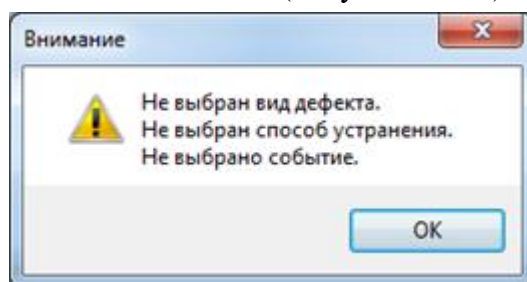 Внимание
Не выбран вид дефекта.
Не выбран способ устранения.
Не выбрано событие.
OK